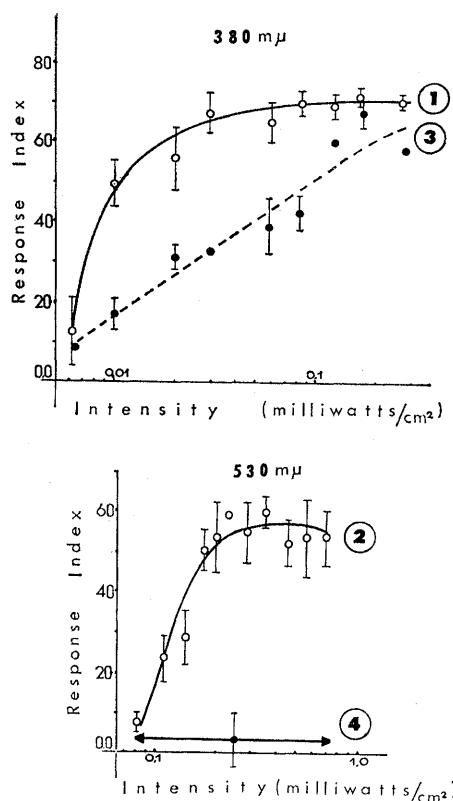 380 mμ
80
60
40
20
0.0
Response Index
1
3
0.01
0.1
Intensity (milliwatts/cm²)
530 mμ
60
40
20
0.0
Response Index
2
4
0.1
1.0
Intensity (milliwatts/cm²)